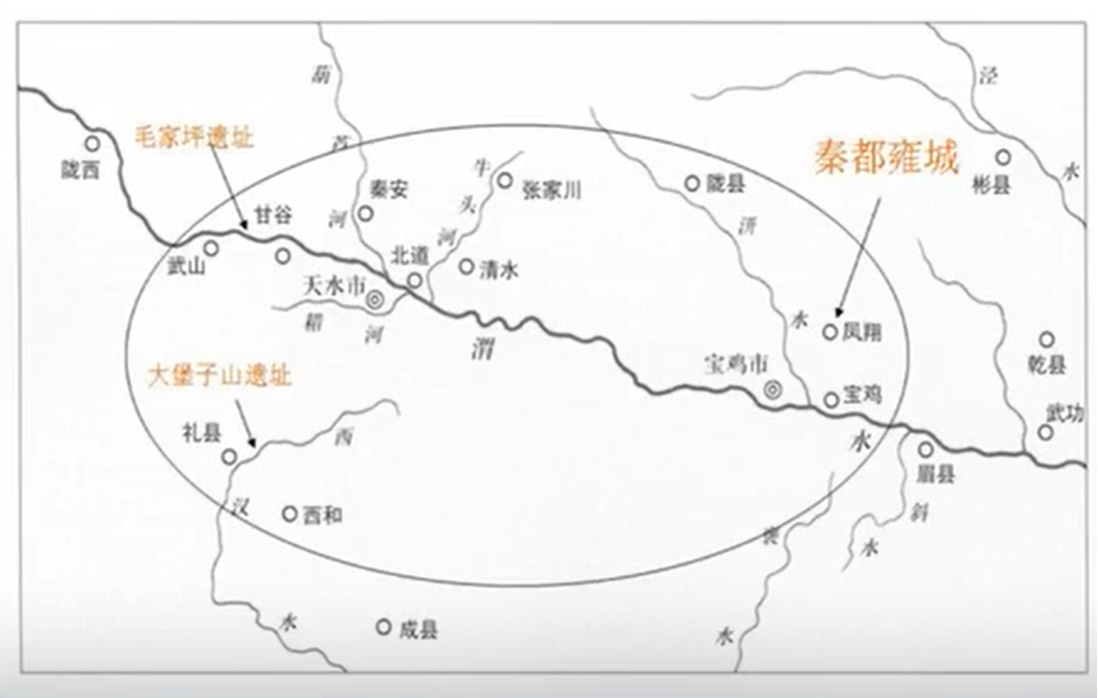 泾
葫
毛家坪遗址
芦
秦都雍城
陇西
牛
彬县
水
秦安
张家川
陇县
头
甘谷
河
汧
河
武山
北道
清水
天水市
水
凤翔
耤
河
渭
乾县
宝鸡市
大堡子山遗址
宝鸡
武功
礼县
西
水
眉县
汉
西和
斜
褒
水
水
成县
水